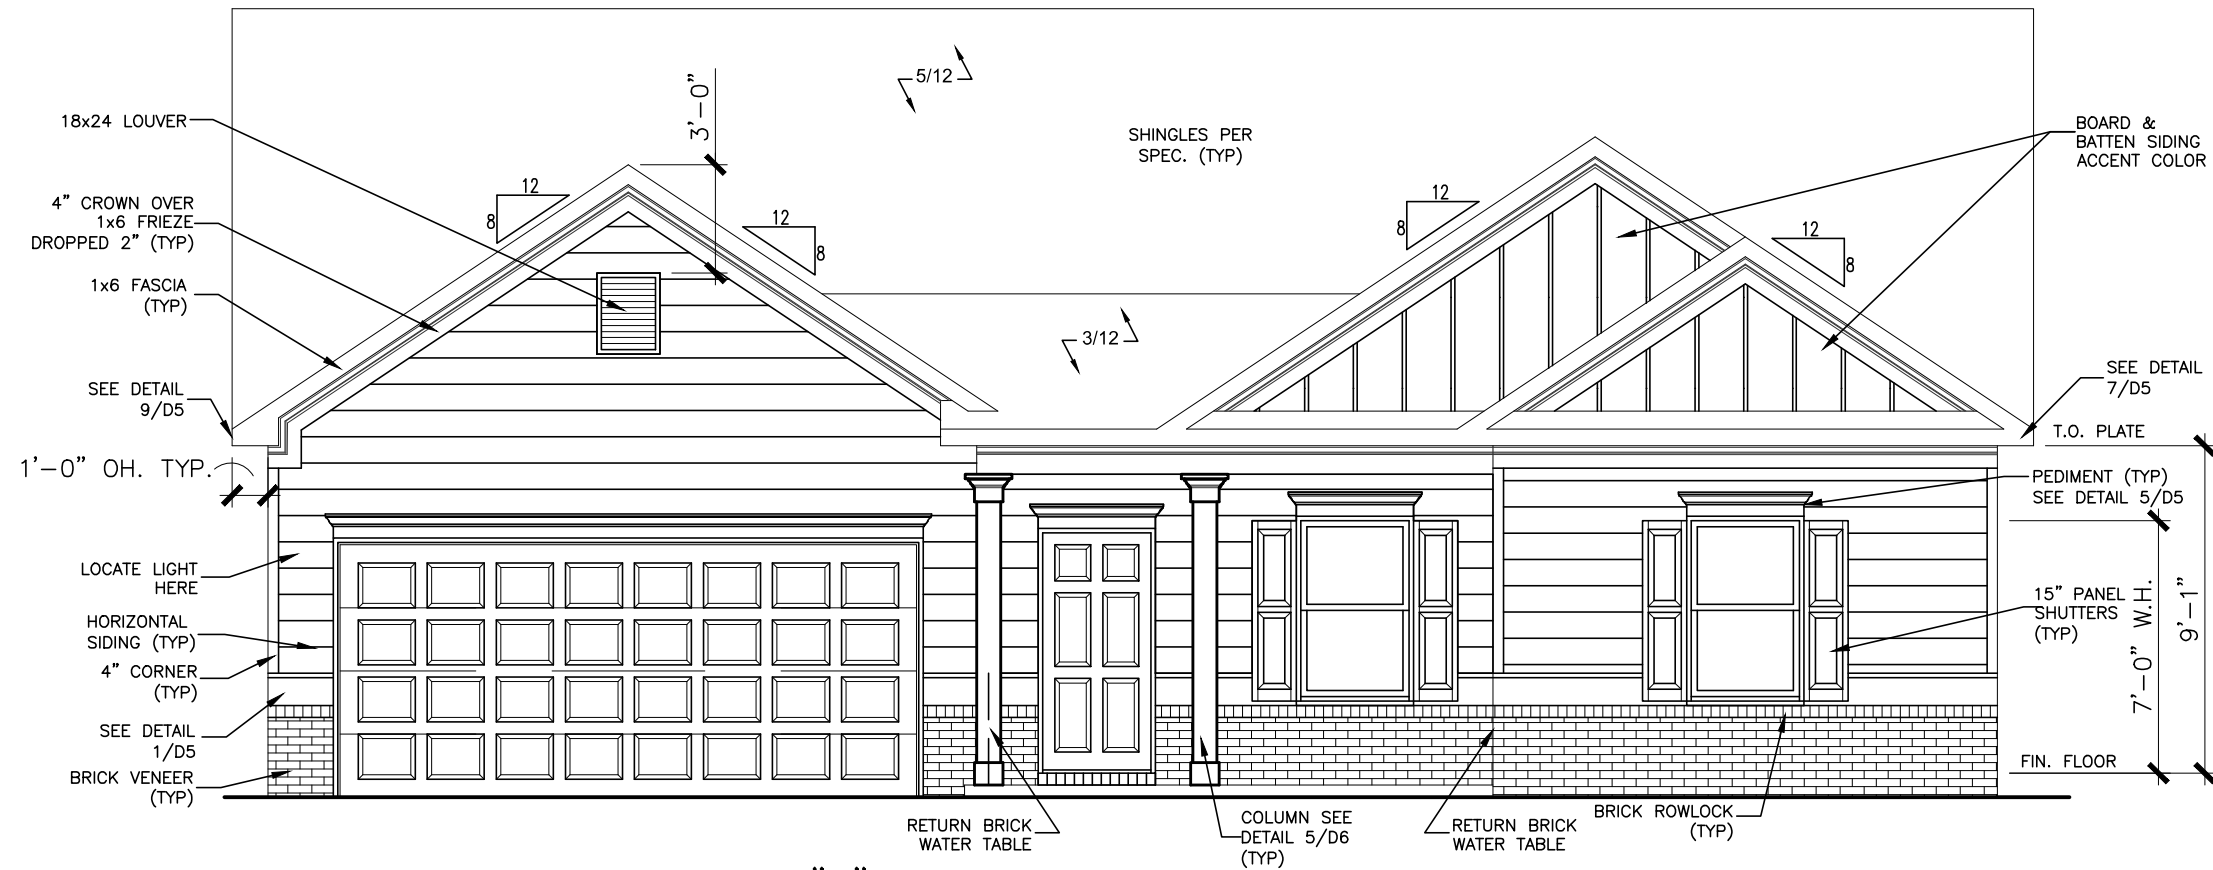 5/12
3'-0"
18x24 LOUVER
SHINGLES PER
SPEC. (TYP)
BOARD &
BATTEN SIDING
ACCENT COLOR
12
8
12
8
12
8
12
8
4" CROWN OVER
1x6 FRIEZE
DROPPED 2" (TYP)
1x6 FASCIA
(TYP)
3/12
SEE DETAIL
9/D5
SEE DETAIL
7/D5
T.O. PLATE
1'-0" OH. TYP.
PEDIMENT (TYP)
SEE DETAIL 5/D5
LOCATE LIGHT
HERE
15" PANEL
SHUTTERS
(TYP)
7'-0" W.H.
9'-1"
HORIZONTAL
SIDING (TYP)
4" CORNER
(TYP)
SEE DETAIL
1/D5
BRICK VENEER
(TYP)
FIN. FLOOR
RETURN BRICK
WATER TABLE
COLUMN SEE
DETAIL 5/D6
(TYP)
RETURN BRICK
WATER TABLE
BRICK ROWLOCK
(TYP)